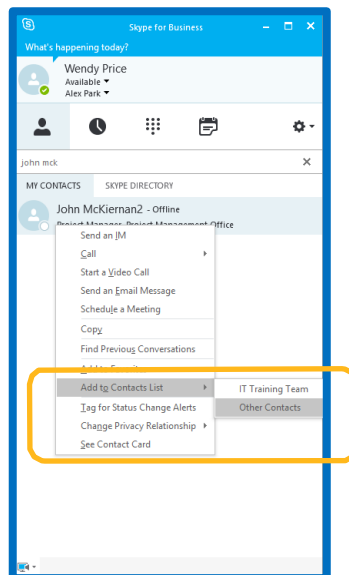 Skype for Business
What's happening today?
Wendy Price
Available
Alex Park
john mck
MY CONTACTS SKYPE DIRECTORY
John McKiernan2 - Offline
Project Manager, Project Management Office
Send an IM
Call
Start a Video Call
Send an Email Message
Schedule a Meeting
Copy
Find Previous Conversations
Add to Favorites
Add to Contacts List
IT Training Team
Tag for Status Change Alerts
Other Contacts
Change Privacy Relationship
See Contact Card